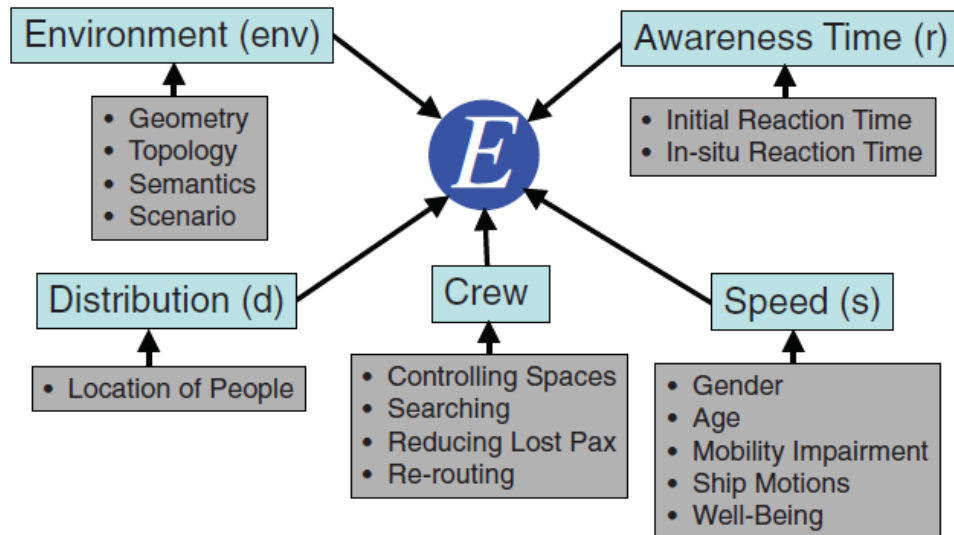 Environment (env)
• Geometry
• Topology
• Semantics
• Scenario
Awareness Time (r)
• Initial Reaction Time
• In-situ Reaction Time
E
Distribution (d)
• Location of People
Crew
• Controlling Spaces
• Searching
• Reducing Lost Pax
• Re-routing
Speed (s)
• Gender
• Age
• Mobility Impairment
• Ship Motions
• Well-Being